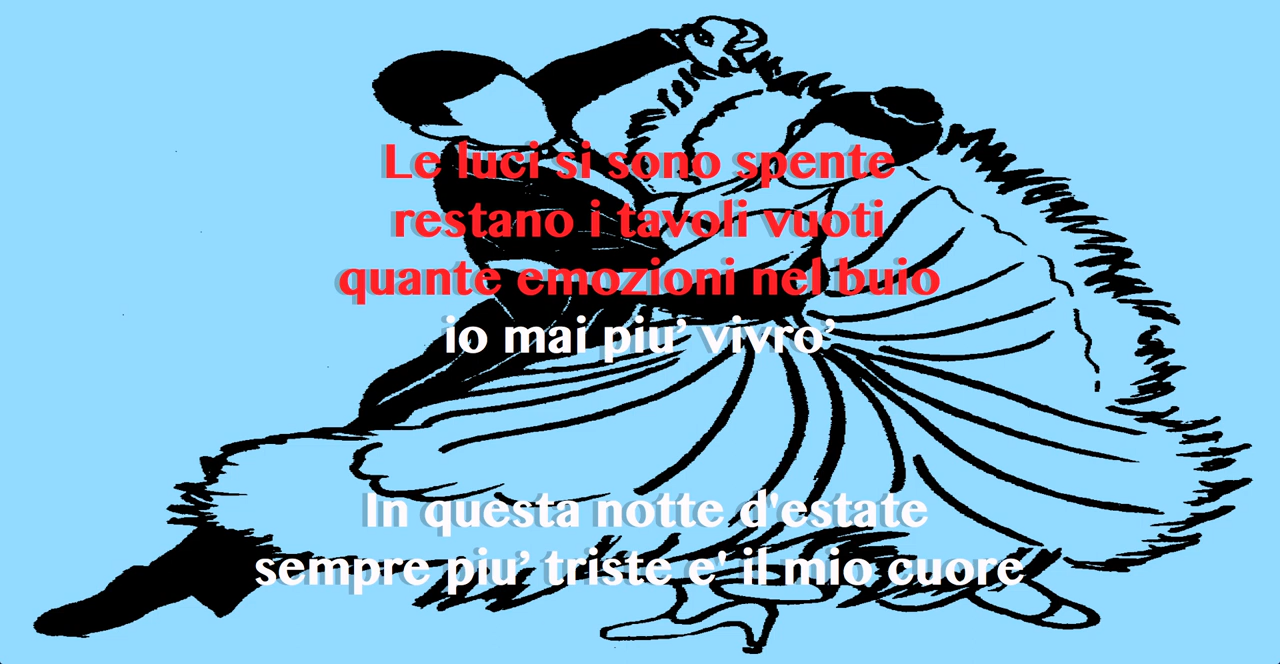 Le luci si sono spente
restano i tavoli vuoti
quante emozioni nel buio
io mai piu’ vivro’
In questa notte d'estate
sempre piu’ triste e' il mio cuore